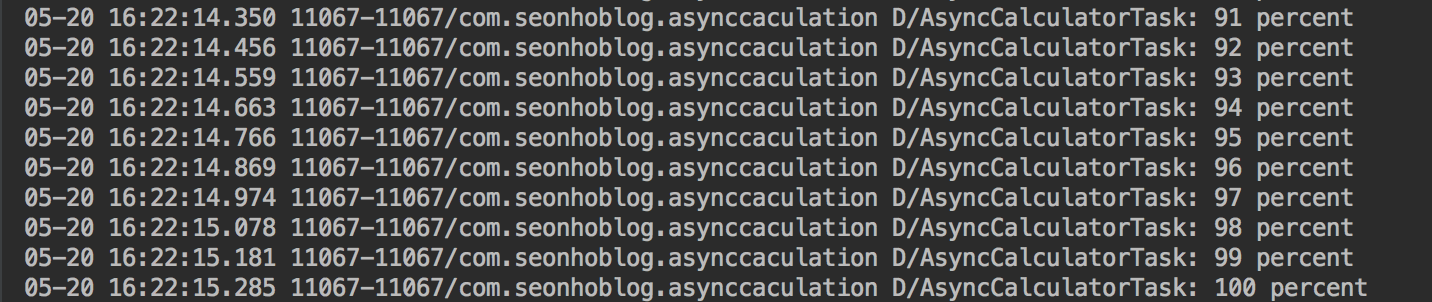 05-20 16:22:14.350 11067-11067/com.seonhoblog.asynccaculation D/AsyncCalculatorTask: 91 percent
05-20 16:22:14.456 11067-11067/com.seonhoblog.asynccaculation D/AsyncCalculatorTask: 92 percent
05-20 16:22:14.559 11067-11067/com.seonhoblog.asynccaculation D/AsyncCalculatorTask: 93 percent
05-20 16:22:14.663 11067-11067/com.seonhoblog.asynccaculation D/AsyncCalculatorTask: 94 percent
05-20 16:22:14.766 11067-11067/com.seonhoblog.asynccaculation D/AsyncCalculatorTask: 95 percent
05-20 16:22:14.869 11067-11067/com.seonhoblog.asynccaculation D/AsyncCalculatorTask: 96 percent
05-20 16:22:14.974 11067-11067/com.seonhoblog.asynccaculation D/AsyncCalculatorTask: 97 percent
05-20 16:22:15.078 11067-11067/com.seonhoblog.asynccaculation D/AsyncCalculatorTask: 98 percent
05-20 16:22:15.181 11067-11067/com.seonhoblog.asynccaculation D/AsyncCalculatorTask: 99 percent
05-20 16:22:15.285 11067-11067/com.seonhoblog.asynccaculation D/AsyncCalculatorTask: 100 percent